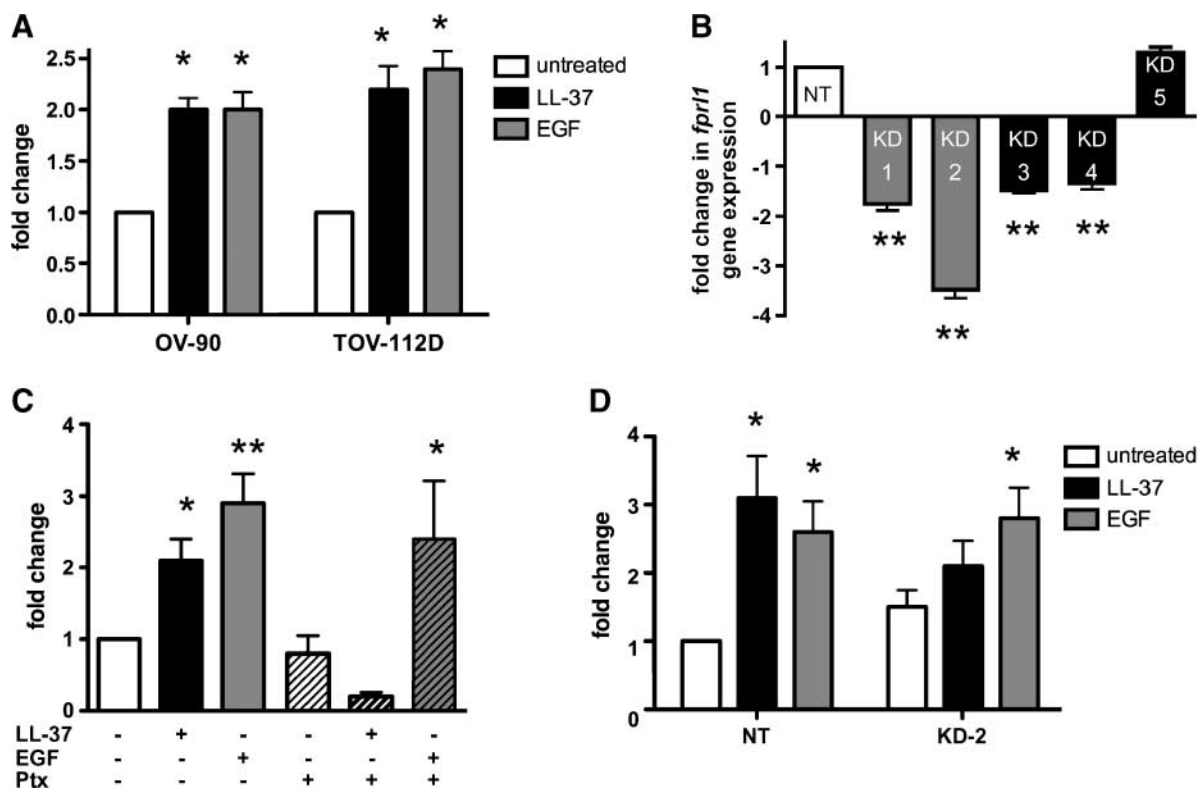 A
* * * *
2.5
2.0
1.5
1.0
0.5
0.0
fold change
OV-90 TOV-112D
untreated
LL-37
EGF
B
1
0
-1
-2
-3
-4
fold change in fprl1
gene expression
NT
KD
1
KD
2
KD
3
KD
4
KD
5
** ** ** **
C
4
3
2
1
0
fold change
* ** *
LL-37 - + - - + -
EGF - - + - - +
Ptx - - - + + +
D
4
3
2
1
0
fold change
* * *
NT KD-2
untreated
LL-37
EGF